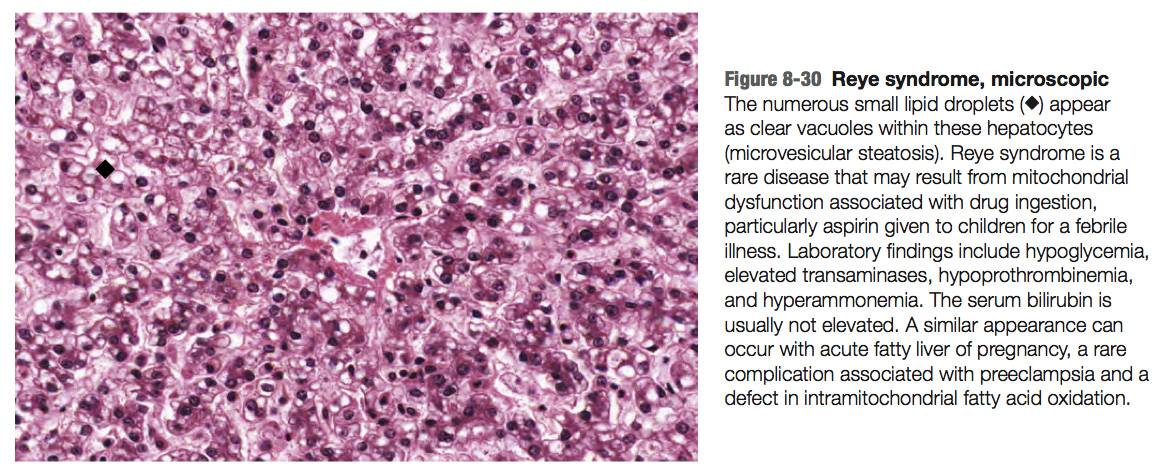 Figure 8-30 Reye syndrome, microscopic
The numerous small lipid droplets (◆) appear
as clear vacuoles within these hepatocytes
(microvesicular steatosis). Reye syndrome is a
rare disease that may result from mitochondrial
dysfunction associated with drug ingestion,
particularly aspirin given to children for a febrile
illness. Laboratory findings include hypoglycemia,
elevated transaminases, hypoprothrombinemia,
and hyperammonemia. The serum bilirubin is
usually not elevated. A similar appearance can
occur with acute fatty liver of pregnancy, a rare
complication associated with preeclampsia and a
defect in intramitochondrial fatty acid oxidation.